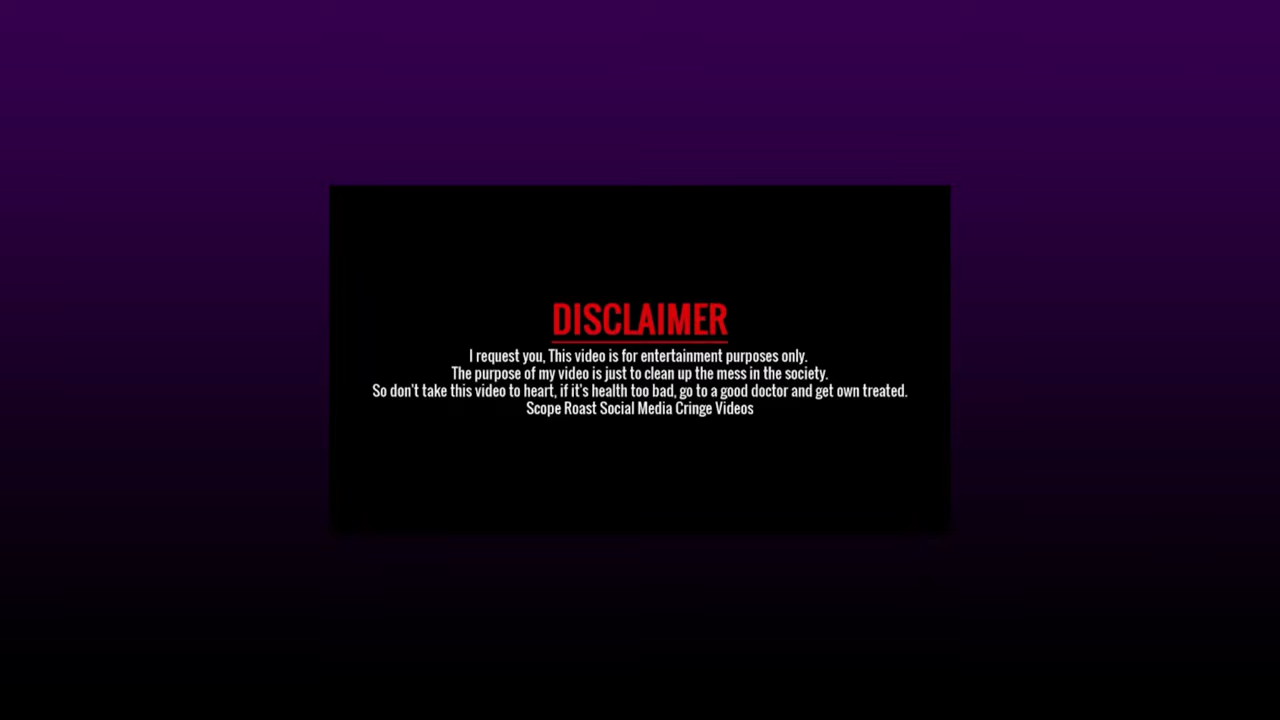 DISCLAIMER
I request you, This video is for entertainment purposes only.
The purpose of my video is just to clean up the mess in the society.
So don't take this video to heart, if it's health too bad, go to a good doctor and get own treated.
Scope Roast Social Media Cringe Videos